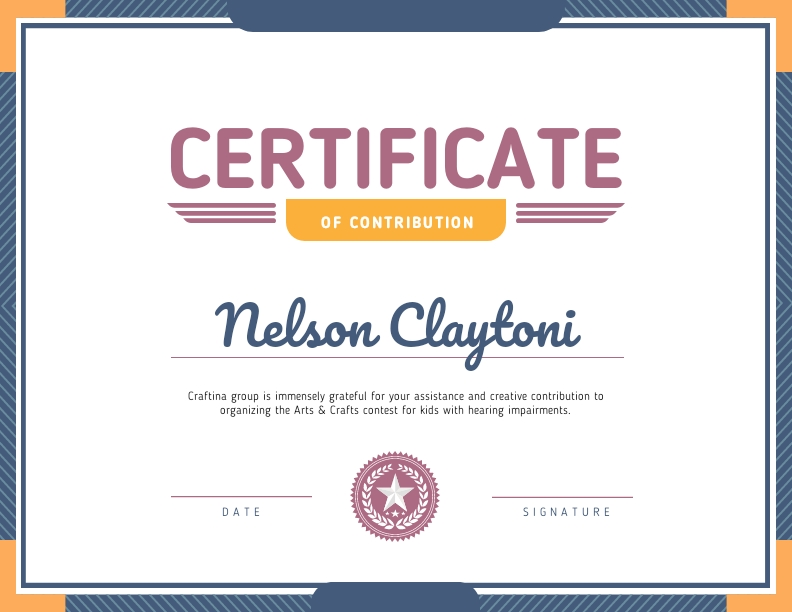 CERTIFICATE
OF CONTRIBUTION
Nelson Claytoni
Craftina group is immensely grateful for your assistance and creative contribution to
organizing the Arts & Crafts contest for kids with hearing impairments.
DATE
SIGNATURE